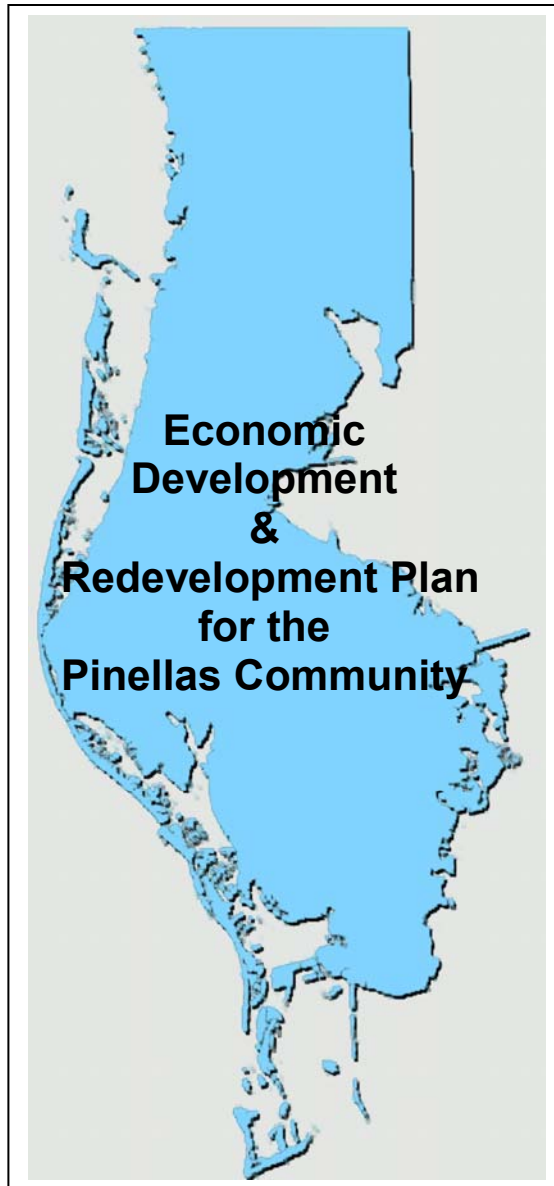 Economic
Development
&
Redevelopment Plan
for the
Pinellas Community